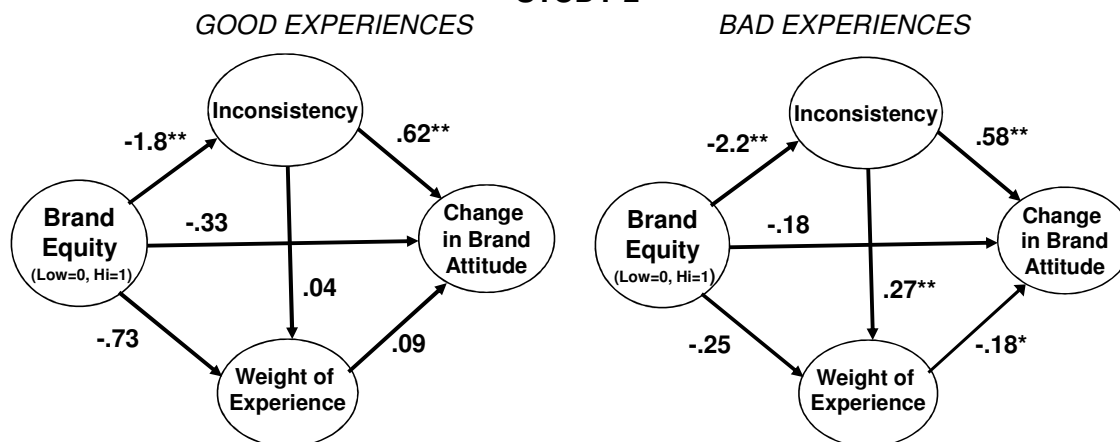 GOOD EXPERIENCES
BAD EXPERIENCES
Inconsistency
-1.8**
.62**
Brand
Equity
(Low=0, Hi=1)
-.33
Change
in Brand
Attitude
.04
-.73
.09
Weight of
Experience
Inconsistency
-2.2**
.58**
Brand
Equity
(Low=0, Hi=1)
-.18
Change
in Brand
Attitude
.27**
-.25
-.18*
Weight of
Experience